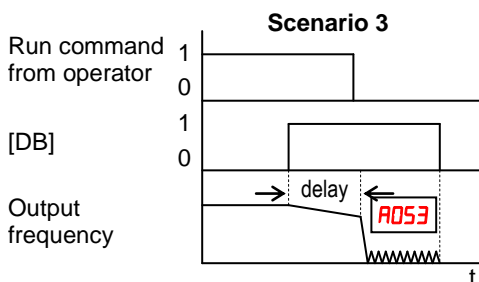 Scenario 3
Run command
from operator
1
0
[DB]
1
0
delay
A053
Output
frequency
t